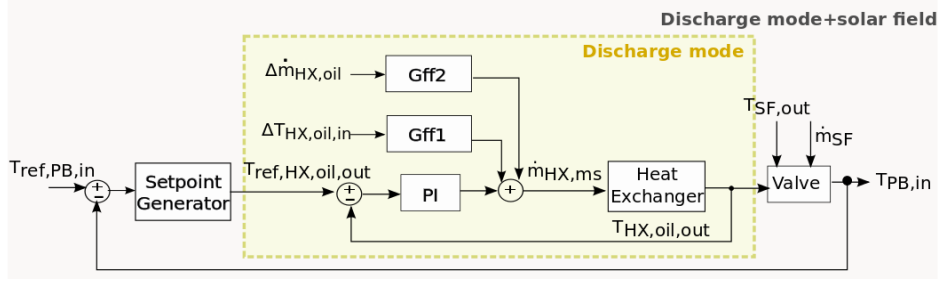 Discharge mode+solar field
Discharge mode
Δṁ_HX,oil
Gff2
ΔT_HX,oil,in
Gff1
T_SF,out
ṁ_SF
T_ref,PB,in
+
−
Setpoint
Generator
T_ref,HX,oil,out
+
−
PI
+
ṁ_HX,ms
Heat
Exchanger
Valve
T_PB,in
T_HX,oil,out